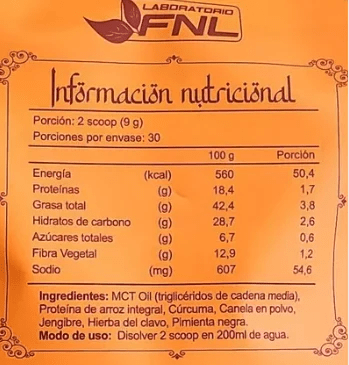 LABORATORIO
FNL
Informaciön nutriciönal
Porción: 2 scoop (9 g)
Porciones por envase: 30
100 g Porción
Energía (kcal) 560 50,4
Proteínas (g) 18,4 1,7
Grasa total (g) 42,4 3,8
Hidratos de carbono (g) 28,7 2,6
Azúcares totales (g) 6,7 0,6
Fibra Vegetal (g) 12,9 1,2
Sodio (mg) 607 54,6
Ingredientes: MCT Oil (triglicéridos de cadena media),
Proteína de arroz integral, Cúrcuma, Canela en polvo,
Jengibre, Hierba del clavo, Pimienta negra.
Modo de uso: Disolver 2 scoop en 200ml de agua.